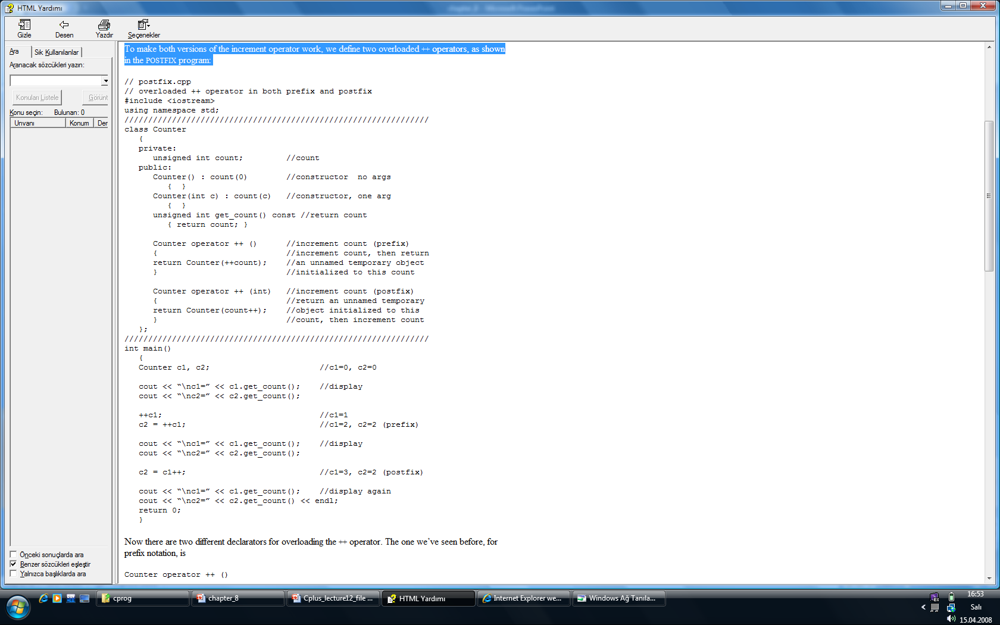 HTML Yardımı
Gizle
Desen
Yazdır
Seçenekler
Ara
Sık Kullanılanlar
Aranacak sözcükleri yazın:
Konuları Listele
Görünt
Konu seçin: Bulunan: 0
Unvanı Konum Der
Önceki sonuçlarda ara
Benzer sözcükleri eşleştir
Yalnızca başlıklarda ara
To make both versions of the increment operator work, we define two overloaded ++ operators, as shown
in the POSTFIX program:
// postfix.cpp
// overloaded ++ operator in both prefix and postfix
#include <iostream>
using namespace std;
////////////////////////////////////////////////////////////////
class Counter
{
private:
unsigned int count; //count
public:
Counter() : count(0) //constructor no args
{ }
Counter(int c) : count(c) //constructor, one arg
{ }
unsigned int get_count() const //return count
{ return count; }
Counter operator ++ () //increment count (prefix)
{ //increment count, then return
return Counter(++count); //an unnamed temporary object
} //initialized to this count
Counter operator ++ (int) //increment count (postfix)
{ //return an unnamed temporary
return Counter(count++); //object initialized to this
} //count, then increment count
};
////////////////////////////////////////////////////////////////
int main()
{
Counter c1, c2; //c1=0, c2=0
cout << “\nc1=” << c1.get_count(); //display
cout << “\nc2=” << c2.get_count();
++c1; //c1=1
c2 = ++c1; //c1=2, c2=2 (prefix)
cout << “\nc1=” << c1.get_count(); //display
cout << “\nc2=” << c2.get_count();
c2 = c1++; //c1=3, c2=2 (postfix)
cout << “\nc1=” << c1.get_count(); //display again
cout << “\nc2=” << c2.get_count() << endl;
return 0;
}
Now there are two different declarators for overloading the ++ operator. The one we’ve seen before, for
prefix notation, is
Counter operator ++ ()
cprog
chapter_8
Cplus_lecture12_file ...
HTML Yardımı
Internet Explorer we...
Windows Ağ Tanıla...
16:53
Salı
15.04.2008